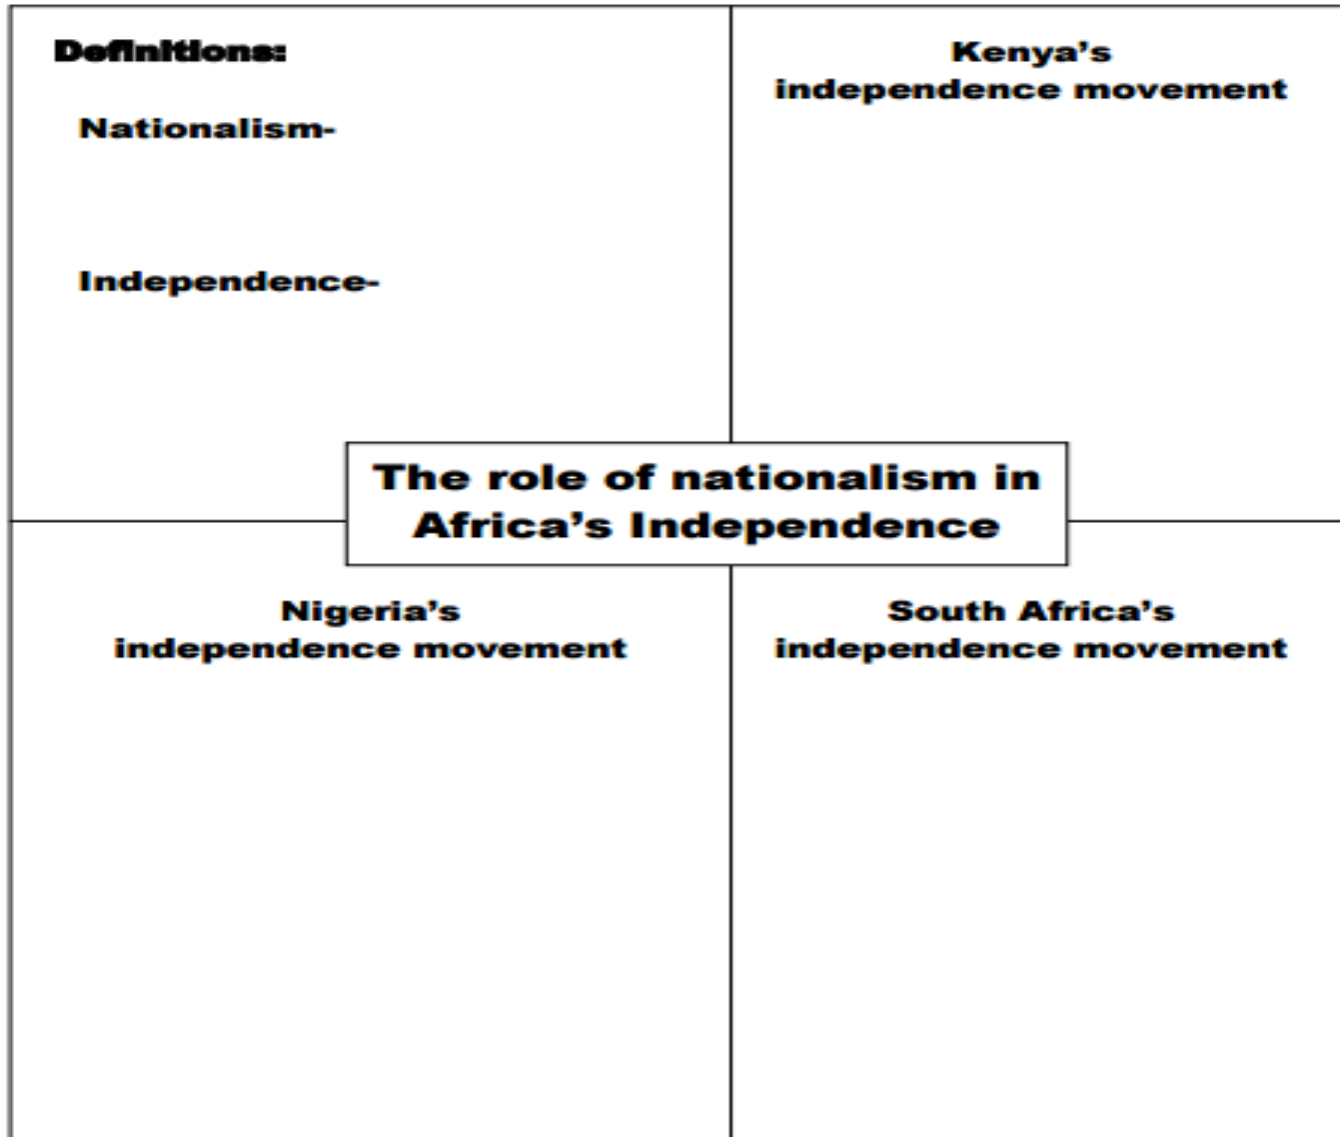 Definitions:
Nationalism-
Independence-
Kenya's
independence movement
The role of nationalism in
Africa's Independence
Nigeria's
independence movement
South Africa's
independence movement